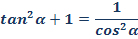 tan²α + 1 = 1/cos²α